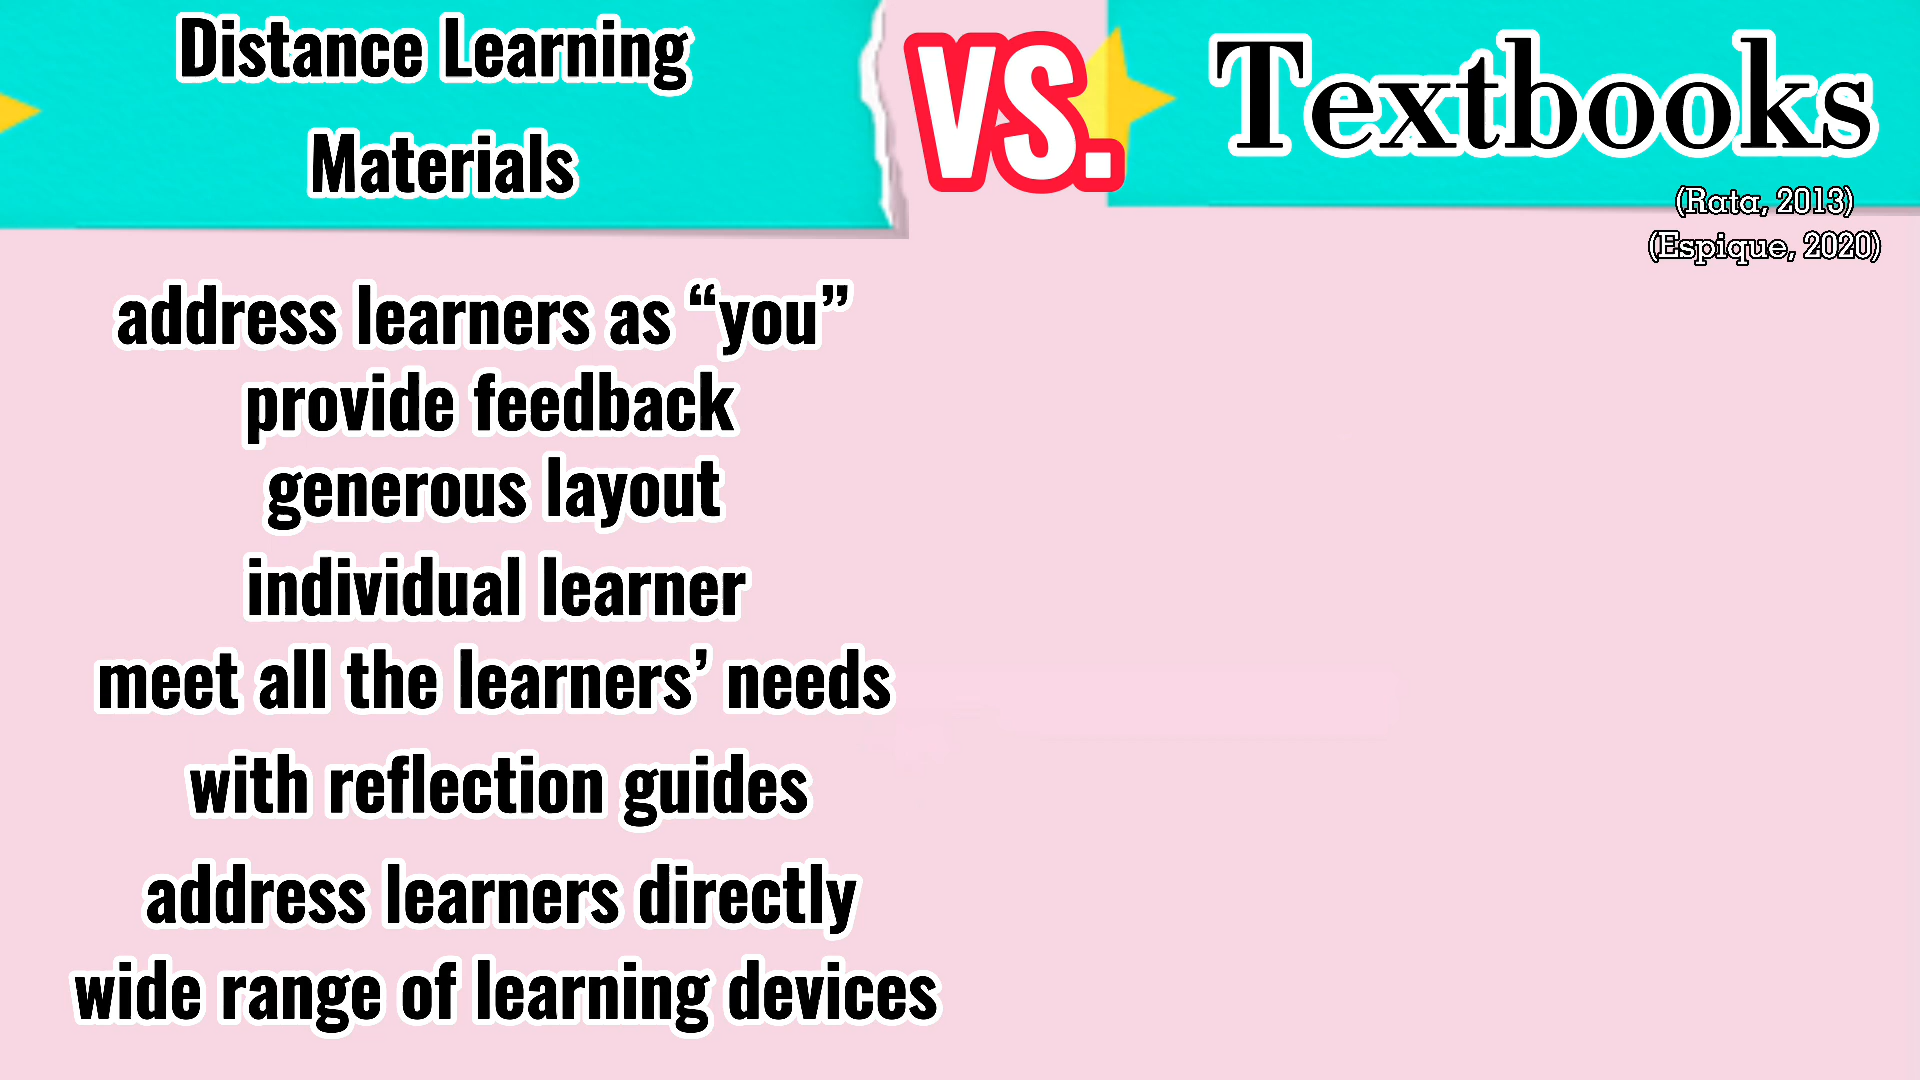 Distance Learning
Materials
VS.
Textbooks
(Rata, 2013)
(Espique, 2020)
address learners as “you”
provide feedback
generous layout
individual learner
meet all the learners’ needs
with reflection guides
address learners directly
wide range of learning devices